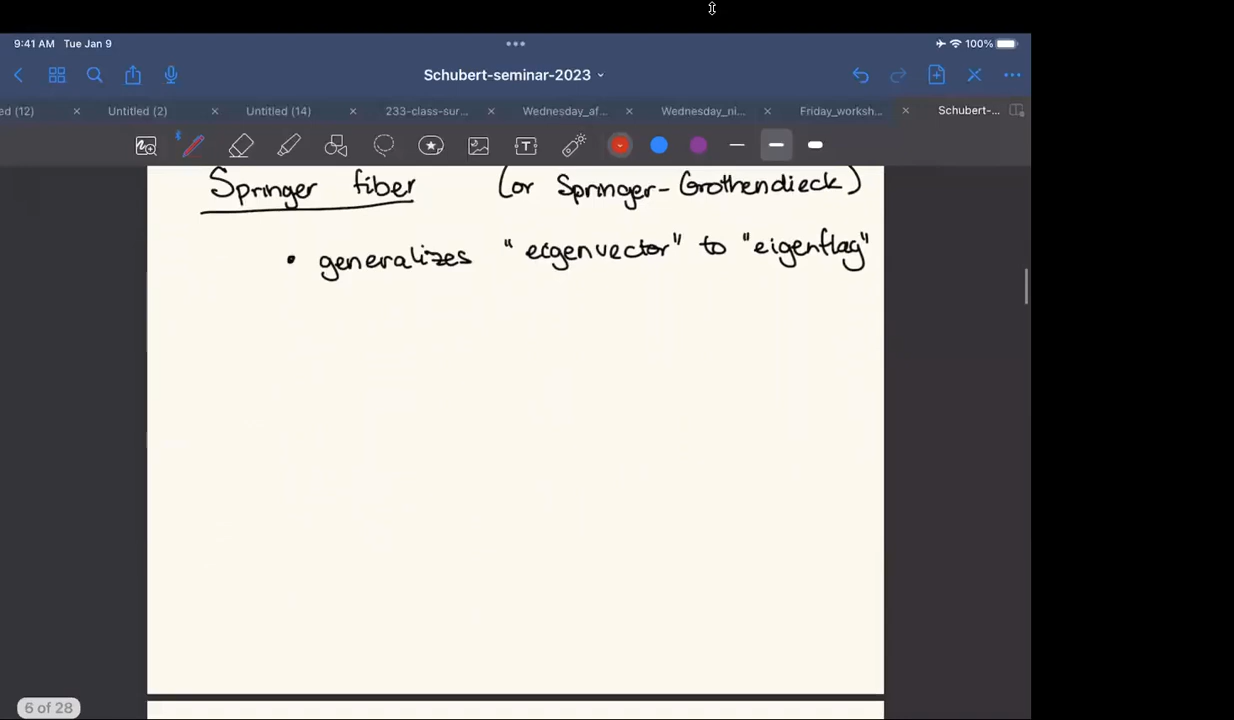 9:41 AM Tue Jan 9
100%
Schubert-seminar-2023
ed (12)
Untitled (2)
Untitled (14)
233-class-sur...
Wednesday_af...
Wednesday_ni...
Friday_worksh...
Schubert-...
Springer fiber (or Springer-Grothendieck)
• generalizes "eigenvector" to "eigenflag"
6 of 28